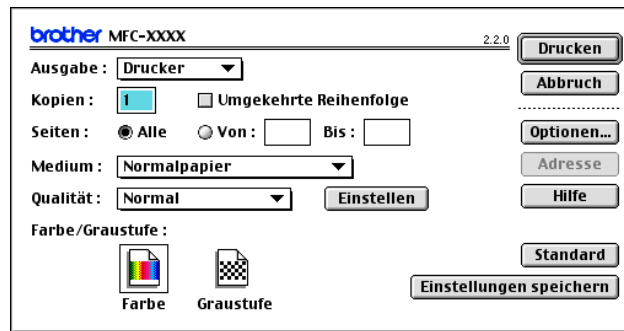 brother MFC-XXXX 2.2.0
Drucken
Ausgabe : Drucker
Abbruch
Kopien : 1 Umgekehrte Reihenfolge
Seiten : Alle Von : Bis :
Optionen...
Medium : Normalpapier
Adresse
Qualität : Normal Einstellen
Hilfe
Farbe/Graustufe :
Standard
Einstellungen speichern
Farbe Graustufe